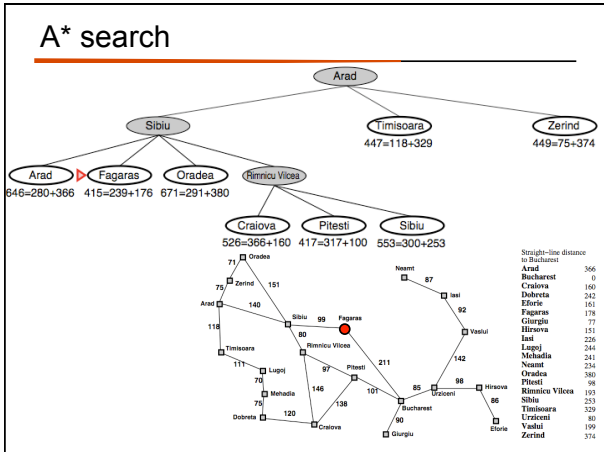 A* search
Arad
Sibiu
Timisoara
Zerind
447=118+329
449=75+374
Arad
Fagaras
Oradea
Rimnicu Vilcea
646=280+366
415=239+176
671=291+380
Craiova
Pitesti
Sibiu
526=366+160
417=317+100
553=300+253
Oradea
71
Zerind
151
75
Arad
140
Sibiu
99
Fagaras
118
80
Rimnicu Vilcea
Timisoara
111
Lugoj
97
Pitesti
211
70
Mehadia
146
101
75
138
Dobreta
120
Craiova
Bucharest
90
Giurgiu
85
Urziceni
98
Hirsova
86
Eforie
142
Vaslui
92
Iasi
87
Neamt
Straight-line distance
to Bucharest
Arad 366
Bucharest 0
Craiova 160
Dobreta 242
Eforie 161
Fagaras 178
Giurgiu 77
Hirsova 151
Iasi 226
Lugoj 244
Mehadia 241
Neamt 234
Oradea 380
Pitesti 98
Rimnicu Vilcea 193
Sibiu 253
Timisoara 329
Urziceni 80
Vaslui 199
Zerind 374